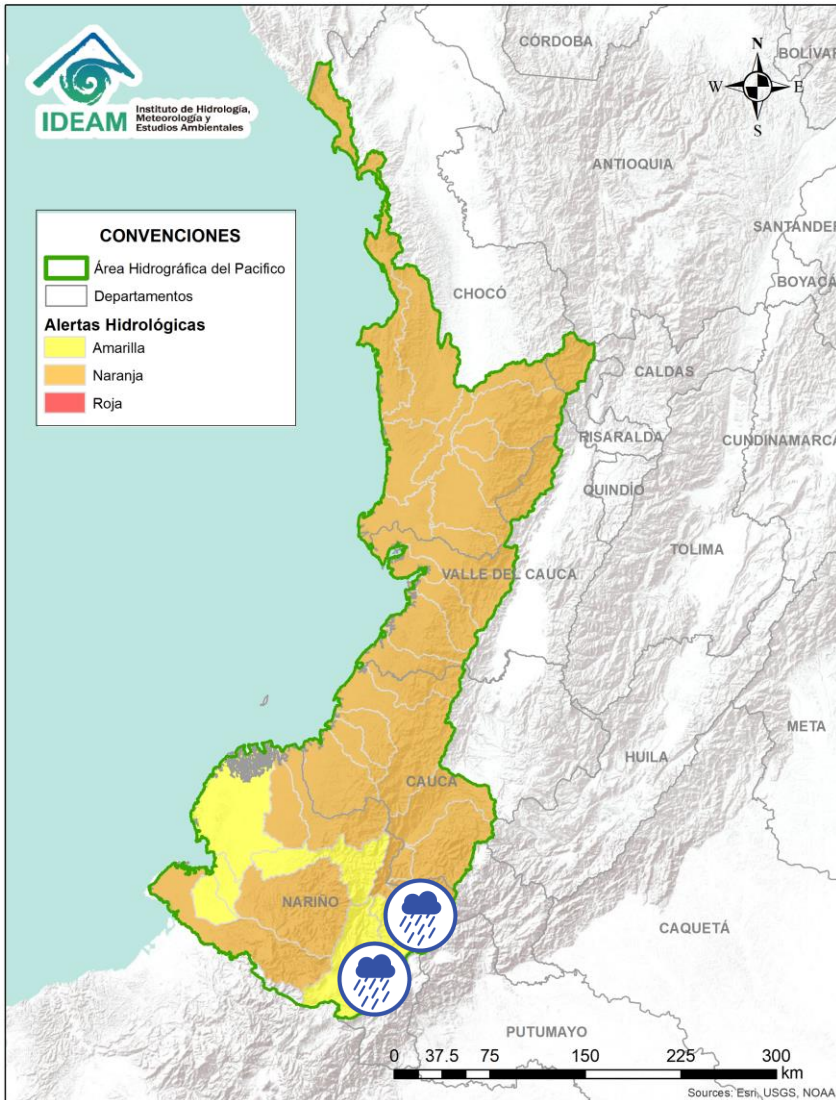 IDEAM
Instituto de Hidrología,
Meteorología y
Estudios Ambientales
N
W
E
S
CÓRDOBA
BOLÍVAR
ANTIOQUIA
SANTANDER
BOYACÁ
CHOCÓ
CALDAS
RISARALDA
CUNDINAMARCA
QUINDÍO
TOLIMA
VALLE DEL CAUCA
META
HUILA
CAUCA
NARIÑO
CAQUETÁ
PUTUMAYO
CONVENCIONES
Área Hidrográfica del Pacifico
Departamentos
Alertas Hidrológicas
Amarilla
Naranja
Roja
0 37.5 75 150 225 300
km
Sources: Esri, USGS, NOAA